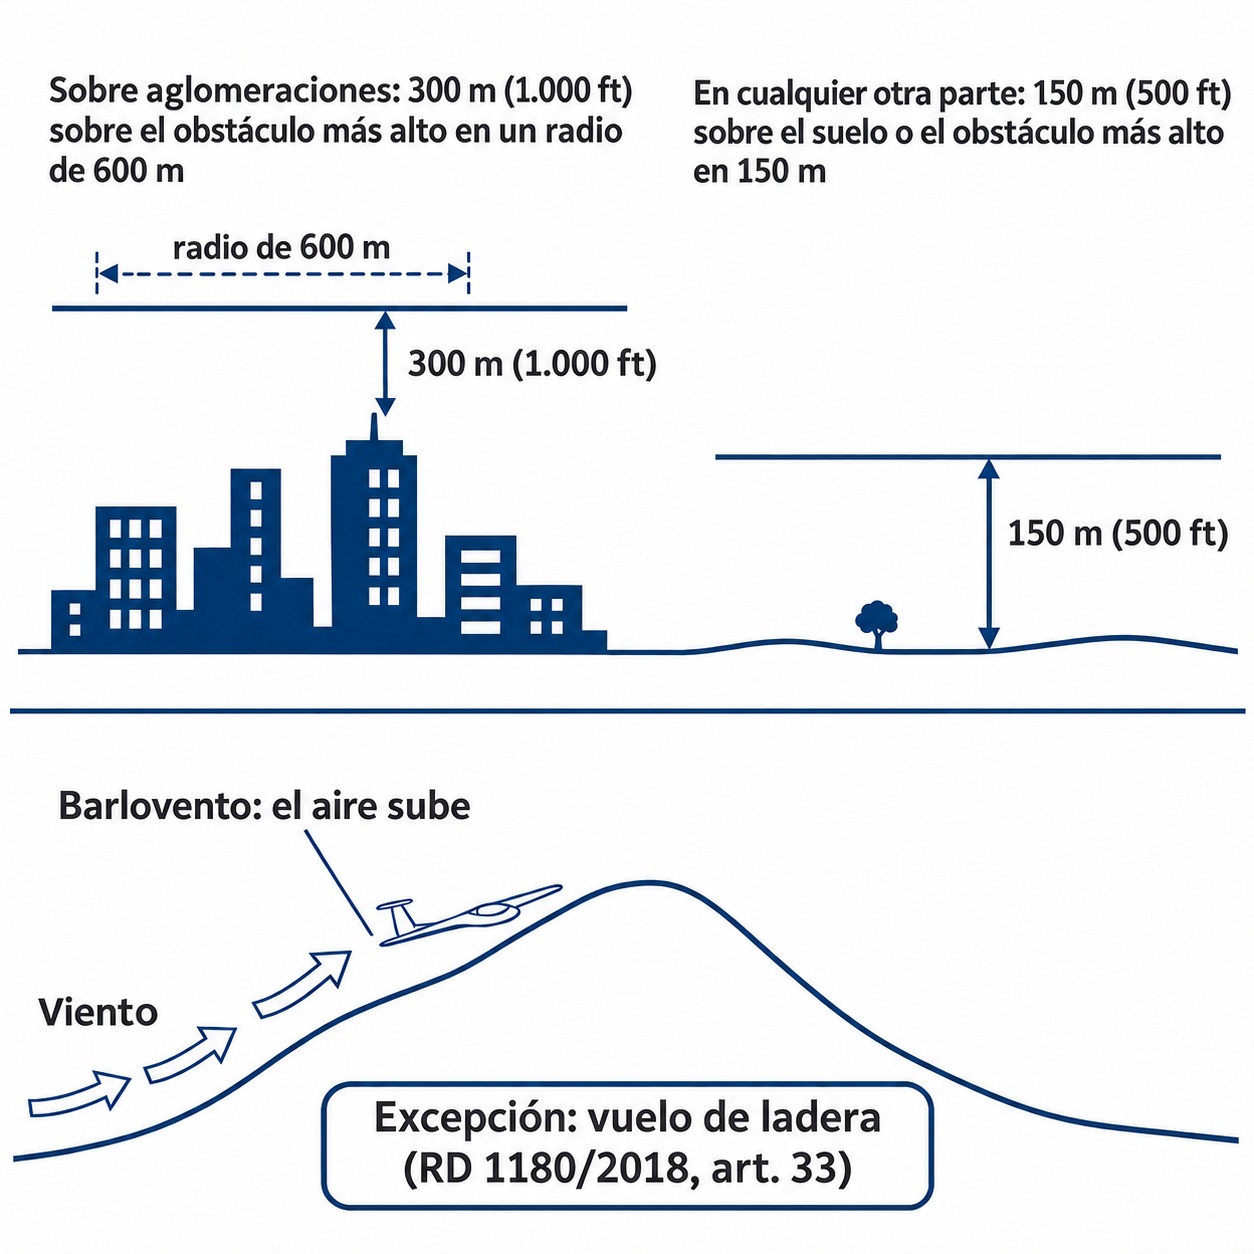 Sobre aglomeraciones: 300 m (1.000 ft)
sobre el obstáculo más alto en un radio
de 600 m
En cualquier otra parte: 150 m (500 ft)
sobre el suelo o el obstáculo más alto
en 150 m
radio de 600 m
300 m (1.000 ft)
150 m (500 ft)
Barlovento: el aire sube
Viento
Excepción: vuelo de ladera
(RD 1180/2018, art. 33)